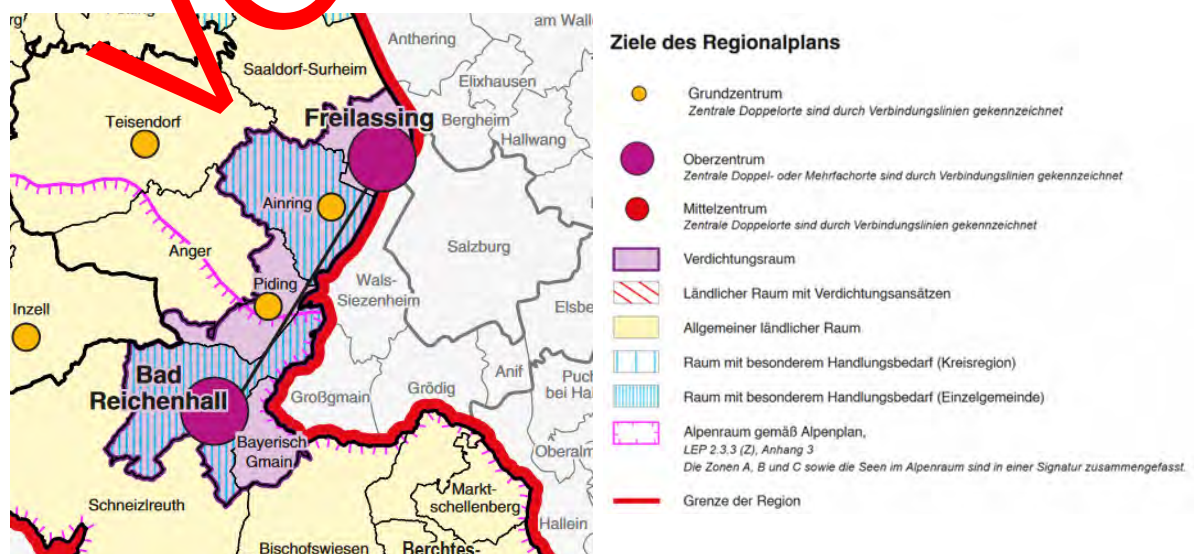 am Wall
Anthering
Saaldorf-Surheim
Elixhausen
Teisendorf
Freilassing
Bergheim
Hallwang
Ainring
Salzburg
Anger
Piding
Wals-
Siezenheim
Inzell
Elsbe
Bad
Reichenhall
Großgmain
Grödig
Anif
Puch
bei Hal
Bayerisch
Gmain
Oberalm
Schneizlreuth
Markt-
schellenberg
Hallein
Bischofswiesen
Berchtes-
Ziele des Regionalplans
Grundzentrum
Zentrale Doppelorte sind durch Verbindungslinien gekennzeichnet
Oberzentrum
Zentrale Doppel- oder Mehrfachorte sind durch Verbindungslinien gekennzeichnet
Mittelzentrum
Zentrale Doppelorte sind durch Verbindungslinien gekennzeichnet
Verdichtungsraum
Ländlicher Raum mit Verdichtungsansätzen
Allgemeiner ländlicher Raum
Raum mit besonderem Handlungsbedarf (Kreisregion)
Raum mit besonderem Handlungsbedarf (Einzelgemeinde)
Alpenraum gemäß Alpenplan,
LEP 2.3.3 (Z), Anhang 3
Die Zonen A, B und C sowie die Seen im Alpenraum sind in einer Signatur zusammengefasst.
Grenze der Region